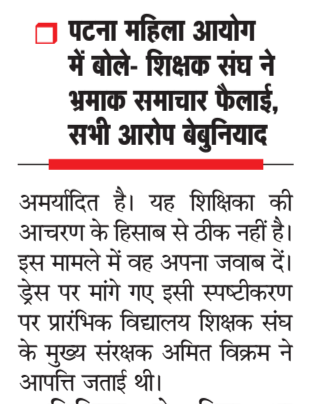 पटना महिला आयोग
में बोले- शिक्षक संघ ने
भ्रमाक समाचार फैलाई,
सभी आरोप बेबुनियाद
अमर्यादित है। यह शिक्षिका की
आचरण के हिसाब से ठीक नहीं है।
इस मामले में वह अपना जवाब दें।
ड्रेस पर मांगे गए इसी स्पष्टीकरण
पर प्रारंभिक विद्यालय शिक्षक संघ
के मुख्य संरक्षक अमित विक्रम ने
आपत्ति जताई थी।